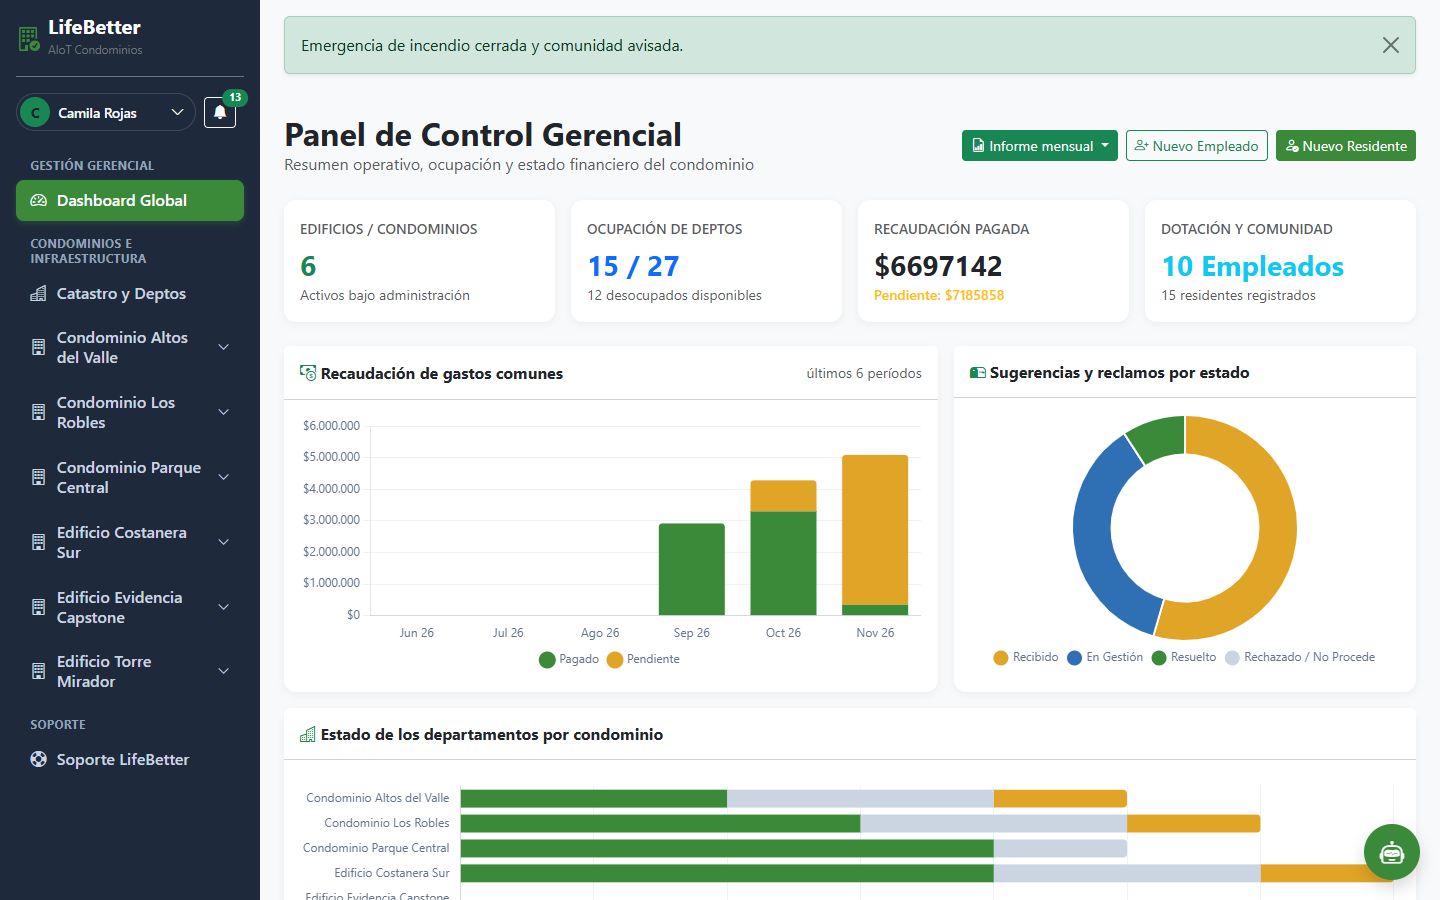 LifeBetter
AIoT Condominios
C
Camila Rojas
13
GESTIÓN GERENCIAL
Dashboard Global
CONDOMINIOS E
INFRAESTRUCTURA
Catastro y Deptos
Condominio Altos
del Valle
Condominio Los
Robles
Condominio Parque
Central
Edificio Costanera
Sur
Edificio Evidencia
Capstone
Edificio Torre
Mirador
SOPORTE
Soporte LifeBetter
Emergencia de incendio cerrada y comunidad avisada.
Panel de Control Gerencial
Resumen operativo, ocupación y estado financiero del condominio
Informe mensual
Nuevo Empleado
Nuevo Residente
EDIFICIOS / CONDOMINIOS
6
Activos bajo administración
OCUPACIÓN DE DEPTOS
15 / 27
12 desocupados disponibles
RECAUDACIÓN PAGADA
$6697142
Pendiente: $7185858
DOTACIÓN Y COMUNIDAD
10 Empleados
15 residentes registrados
Recaudación de gastos comunes
últimos 6 períodos
$6.000.000
$5.000.000
$4.000.000
$3.000.000
$2.000.000
$1.000.000
$0
Jun 26
Jul 26
Ago 26
Sep 26
Oct 26
Nov 26
Pagado
Pendiente
Sugerencias y reclamos por estado
Recibido
En Gestión
Resuelto
Rechazado / No Procede
Estado de los departamentos por condominio
Condominio Altos del Valle
Condominio Los Robles
Condominio Parque Central
Edificio Costanera Sur
Edificio Evidencia Capstone